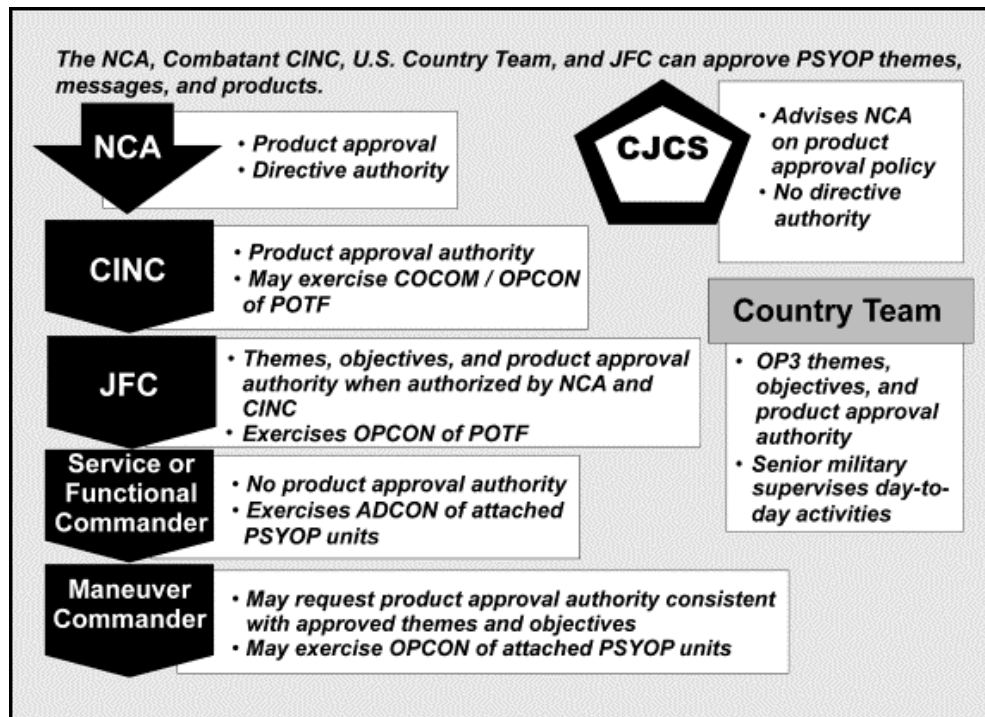 The NCA, Combatant CINC, U.S. Country Team, and JFC can approve PSYOP themes,
messages, and products.
NCA
• Product approval
• Directive authority
CJCS
• Advises NCA
on product
approval policy
• No directive
authority
CINC
• Product approval authority
• May exercise COCOM / OPCON
of POTF
JFC
• Themes, objectives, and product approval
authority when authorized by NCA and
CINC
• Exercises OPCON of POTF
Country Team
• OP3 themes,
objectives, and
product approval
authority
• Senior military
supervises day-to-
day activities
Service or
Functional
Commander
• No product approval authority
• Exercises ADCON of attached
PSYOP units
Maneuver
Commander
• May request product approval authority consistent
with approved themes and objectives
• May exercise OPCON of attached PSYOP units